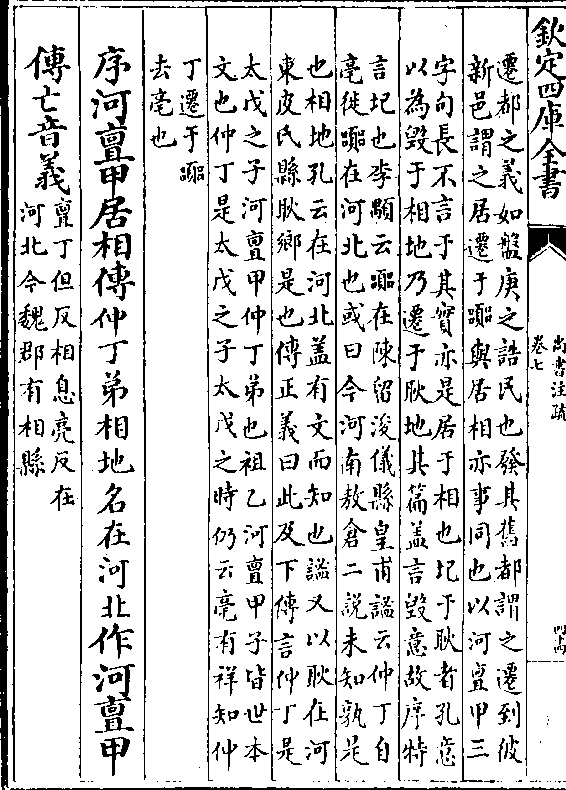 欽定四庫全書
尚書注疏
卷七
遷都之義如盤庚之誥民也發其舊都謂之遷到彼
新邑謂之居遷于嚻與居相亦事同也以河亶甲三
字句長不言于其實亦是居于相也圮于耿者孔意
以為毀于相地乃遷于耿地其篇盖言毀意故序特
言圮也李顒云嚻在陳留浚儀縣皇甫謐云仲丁自
亳徙嚻在河北也或曰今河南敖倉二說未知孰是
也相地孔云在河北盖有文而知也謐又以耿在河
東皮氏縣耿鄉是也傳正義曰此及下傳言仲丁是
太戊之子河亶甲仲丁弟也祖乙河亶甲子皆世本
文也仲丁是太戊之子太戊之時仍云亳有祥知仲
丁遷于嚻
去亳也
序河亶甲居相傳仲丁弟相地名在河北作河亶甲
傳亡音義亶丁但反相息亮反在
河北今魏郡有相縣